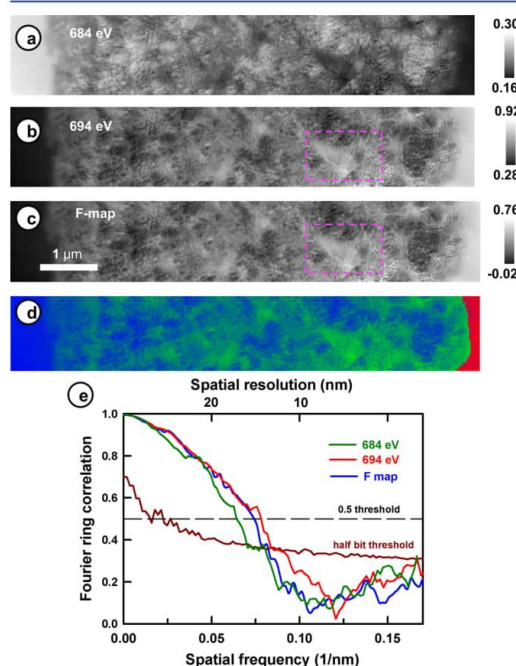 a
684 eV
0.30
0.16
b
694 eV
0.92
0.28
c
F-map
1 µm
0.76
-0.02
d
e
Spatial resolution (nm)
20 10
1.0
0.8
0.6
0.4
0.2
0.0
Fourier ring correlation
684 eV
694 eV
F map
0.5 threshold
half bit threshold
0.00 0.05 0.10 0.15
Spatial frequency (1/nm)